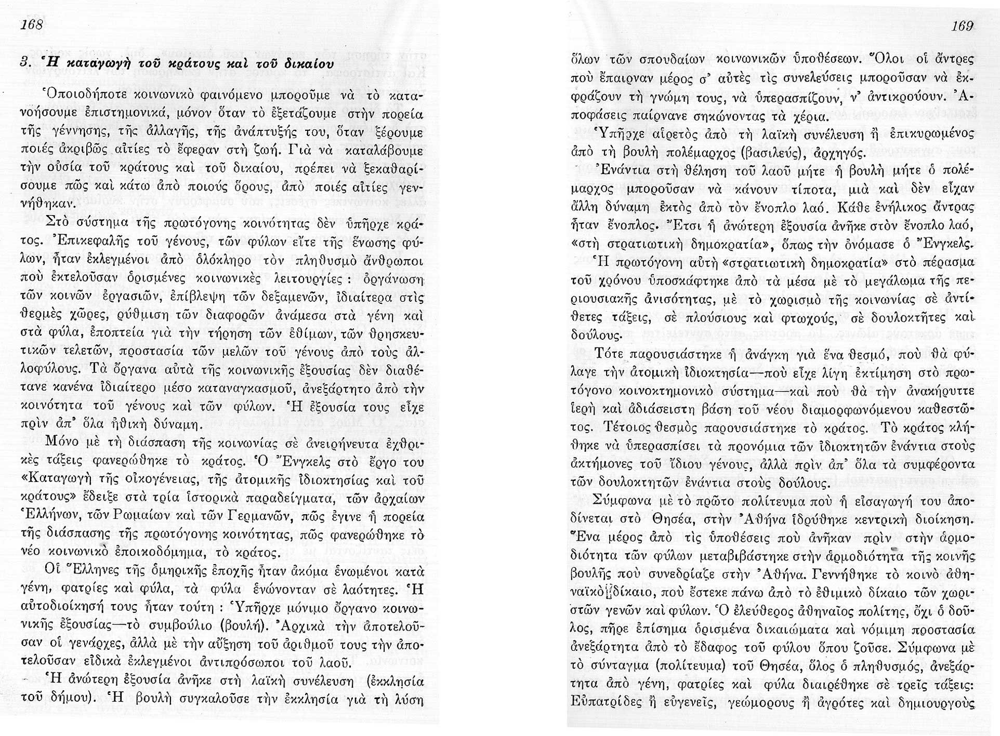 168
3. Ἡ καταγωγὴ τοῦ κράτους καὶ τοῦ δικαίου
Ὁποιοδήποτε κοινωνικὸ φαινόμενο μποροῦμε νὰ τὸ κατα-
νοήσουμε ἐπιστημονικά, μόνον ὅταν τὸ ἐξετάζουμε στὴν πορεία
τῆς γέννησης, τῆς ἀλλαγῆς, τῆς ἀνάπτυξής του, ὅταν ξέρουμε
ποιές ἀκριβῶς αἰτίες τὸ ἔφεραν στὴ ζωή. Γιὰ νὰ καταλάβουμε
τὴν οὐσία τοῦ κράτους καὶ τοῦ δικαίου, πρέπει νὰ ξεκαθαρί-
σουμε πῶς καὶ κάτω ἀπὸ ποιούς ὅρους, ἀπὸ ποιές αἰτίες γεν-
νήθηκαν.
Στὸ σύστημα τῆς πρωτόγονης κοινότητας δὲν ὑπῆρχε κρά-
τος. Ἐπικεφαλῆς τοῦ γένους, τῶν φύλων εἴτε τῆς ἕνωσης φύ-
λων, ἦταν ἐκλεγμένοι ἀπὸ ὁλόκληρο τὸν πληθυσμὸ ἄνθρωποι
ποὺ ἐκτελοῦσαν ὁρισμένες κοινωνικὲς λειτουργίες : ὀργάνωση
τῶν κοινῶν ἐργασιῶν, ἐπίβλεψη τῶν δεξαμενῶν, ἰδιαίτερα στὶς
θερμὲς χῶρες, ρύθμιση τῶν διαφορῶν ἀνάμεσα στὰ γένη καὶ
στὰ φύλα, ἐποπτεία γιὰ τὴν τήρηση τῶν ἐθίμων, τῶν θρησκευ-
τικῶν τελετῶν, προστασία τῶν μελῶν τοῦ γένους ἀπὸ τοὺς ἀλ-
λοφύλους. Τὰ ὄργανα αὐτὰ τῆς κοινωνικῆς ἐξουσίας δὲν διαθέ-
τανε κανένα ἰδιαίτερο μέσο καταναγκασμοῦ, ἀνεξάρτητο ἀπὸ τὴν
κοινότητα τοῦ γένους καὶ τῶν φύλων. Ἡ ἐξουσία τους εἶχε
πρὶν ἀπ' ὅλα ἠθικὴ δύναμη.
Μόνο μὲ τὴ διάσπαση τῆς κοινωνίας σὲ ἀνειρήνευτα ἐχθρι-
κὲς τάξεις φανερώθηκε τὸ κράτος. Ὁ Ἔνγκελς στὸ ἔργο του
«Καταγωγὴ τῆς οἰκογένειας, τῆς ἀτομικῆς ἰδιοκτησίας καὶ τοῦ
κράτους» ἔδειξε στὰ τρία ἱστορικὰ παραδείγματα, τῶν ἀρχαίων
Ἑλλήνων, τῶν Ρωμαίων καὶ τῶν Γερμανῶν, πῶς ἔγινε ἡ πορεία
τῆς διάσπασης τῆς πρωτόγονης κοινότητας, πῶς φανερώθηκε τὸ
νέο κοινωνικὸ ἐποικοδόμημα, τὸ κράτος.
Οἱ Ἕλληνες τῆς ὁμηρικῆς ἐποχῆς ἦταν ἀκόμα ἑνωμένοι κατὰ
γένη, φατρίες καὶ φύλα, τὰ φύλα ἑνώνονταν σὲ λαότητες. Ἡ
αὐτοδιοίκησή τους ἦταν τούτη : Ὑπῆρχε μόνιμο ὄργανο κοινω-
νικῆς ἐξουσίας—τὸ συμβούλιο (βουλή). Ἀρχικὰ τὴν ἀποτελοῦ-
σαν οἱ γενάρχες, ἀλλὰ μὲ τὴν αὔξηση τοῦ ἀριθμοῦ τους τὴν ἀπο-
τελοῦσαν εἰδικὰ ἐκλεγμένοι ἀντιπρόσωποι τοῦ λαοῦ.
Ἡ ἀνώτερη ἐξουσία ἀνῆκε στὴ λαϊκὴ συνέλευση (ἐκκλησία
τοῦ δήμου). Ἡ βουλὴ συγκαλοῦσε τὴν ἐκκλησία γιὰ τὴ λύση
169
ὅλων τῶν σπουδαίων κοινωνικῶν ὑποθέσεων. Ὅλοι οἱ ἄντρες
ποὺ ἔπαιρναν μέρος σ' αὐτὲς τὶς συνελεύσεις μποροῦσαν νὰ ἐκ-
φράζουν τὴ γνώμη τους, νὰ ὑπερασπίζουν, ν' ἀντικρούουν. Ἀ-
ποφάσεις παίρνανε σηκώνοντας τὰ χέρια.
Ὑπῆρχε αἱρετὸς ἀπὸ τὴ λαϊκὴ συνέλευση ἢ ἐπικυρωμένος
ἀπὸ τὴ βουλὴ πολέμαρχος (βασιλεύς), ἀρχηγός.
Ἐνάντια στὴ θέληση τοῦ λαοῦ μήτε ἡ βουλὴ μήτε ὁ πολέ-
μαρχος μποροῦσαν νὰ κάνουν τίποτα, μιὰ καὶ δὲν εἶχαν
ἄλλη δύναμη ἐκτὸς ἀπὸ τὸν ἔνοπλο λαό. Κάθε ἐνήλικος ἄντρας
ἦταν ἔνοπλος. Ἔτσι ἡ ἀνώτερη ἐξουσία ἀνῆκε στὸν ἔνοπλο λαό,
«στὴ στρατιωτικὴ δημοκρατία», ὅπως τὴν ὀνόμασε ὁ Ἔνγκελς.
Ἡ πρωτόγονη αὐτὴ «στρατιωτικὴ δημοκρατία» στὸ πέρασμα
τοῦ χρόνου ὑποσκάφτηκε ἀπὸ τὰ μέσα μὲ τὸ μεγάλωμα τῆς πε-
ριουσιακῆς ἀνισότητας, μὲ τὸ χωρισμὸ τῆς κοινωνίας σὲ ἀντί-
θετες τάξεις, σὲ πλούσιους καὶ φτωχούς, σὲ δουλοκτῆτες καὶ
δούλους.
Τότε παρουσιάστηκε ἡ ἀνάγκη γιὰ ἕνα θεσμό, ποὺ θὰ φύ-
λαγε τὴν ἀτομικὴ ἰδιοκτησία—ποὺ εἶχε λίγη ἐκτίμηση στὸ πρω-
τόγονο κοινοκτημονικὸ σύστημα—καὶ ποὺ θὰ τὴν ἀνακήρυττε
ἱερὴ καὶ ἀδιάσειστη βάση τοῦ νέου διαμορφωνόμενου καθεστῶ-
τος. Τέτοιος θεσμὸς παρουσιάστηκε τὸ κράτος. Τὸ κράτος κλή-
θηκε νὰ ὑπερασπίσει τὰ προνόμια τῶν ἰδιοκτητῶν ἐνάντια στοὺς
ἀκτήμονες τοῦ ἴδιου γένους, ἀλλὰ πρὶν ἀπ' ὅλα τὰ συμφέροντα
τῶν δουλοκτητῶν ἐνάντια στοὺς δούλους.
Σύμφωνα μὲ τὸ πρῶτο πολίτευμα ποὺ ἡ εἰσαγωγή του ἀπο-
δίνεται στὸ Θησέα, στὴν Ἀθήνα ἱδρύθηκε κεντρικὴ διοίκηση.
Ἕνα μέρος ἀπὸ τὶς ὑποθέσεις ποὺ ἀνῆκαν πρὶν στὴν ἁρμο-
διότητα τῶν φύλων μεταβιβάστηκε στὴν ἁρμοδιότητα τῆς κοινῆς
βουλῆς ποὺ συνεδρίαζε στὴν Ἀθήνα. Γεννήθηκε τὸ κοινὸ ἀθη-
ναϊκὸ δίκαιο, ποὺ ἔστεκε πάνω ἀπὸ τὸ ἐθιμικὸ δίκαιο τῶν χωρι-
στῶν γενῶν καὶ φύλων. Ὁ ἐλεύθερος ἀθηναῖος πολίτης, ὄχι ὁ δοῦ-
λος, πῆρε ἐπίσημα ὁρισμένα δικαιώματα καὶ νόμιμη προστασία
ἀνεξάρτητα ἀπὸ τὸ ἔδαφος τοῦ φύλου ὅπου ζοῦσε. Σύμφωνα μὲ
τὸ σύνταγμα (πολίτευμα) τοῦ Θησέα, ὅλος ὁ πληθυσμός, ἀνεξάρ-
τητα ἀπὸ γένη, φατρίες καὶ φύλα διαιρέθηκε σὲ τρεῖς τάξεις:
Εὐπατρίδες ἢ εὐγενεῖς, γεώμορους ἢ ἀγρότες καὶ δημιουργοὺς